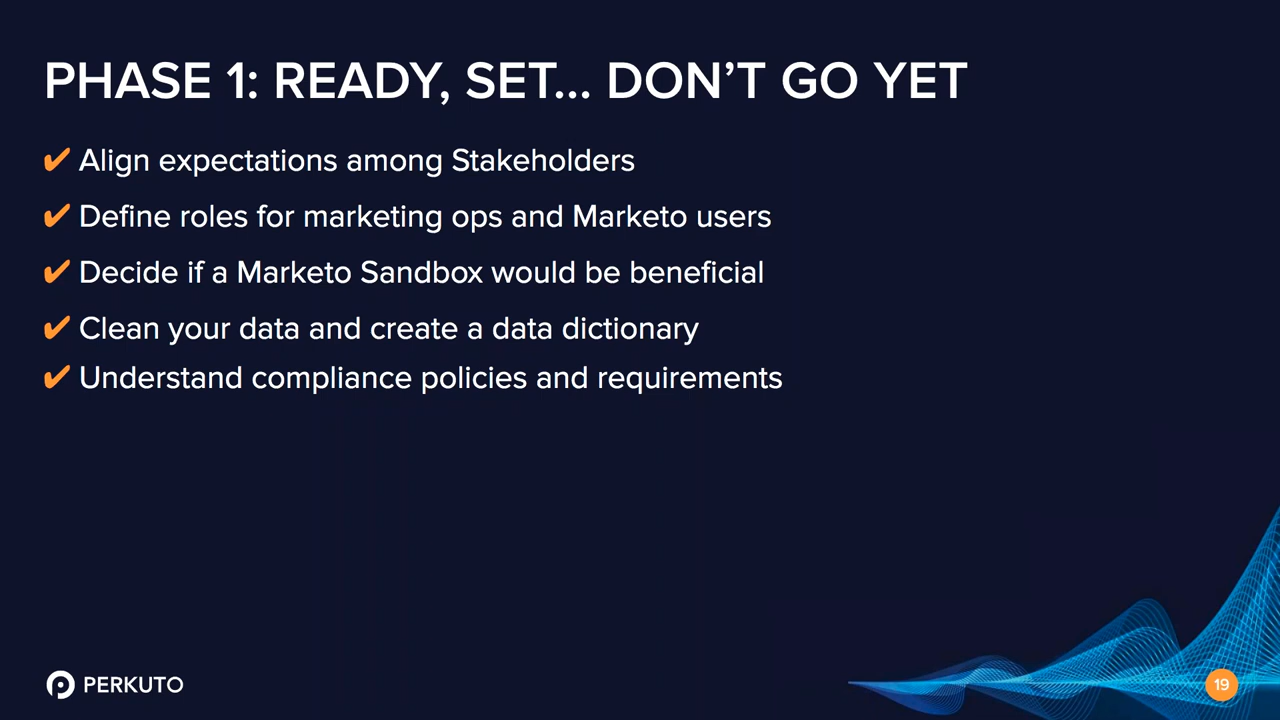 PHASE 1: READY, SET... DON’T GO YET
✔ Align expectations among Stakeholders
✔ Define roles for marketing ops and Marketo users
✔ Decide if a Marketo Sandbox would be beneficial
✔ Clean your data and create a data dictionary
✔ Understand compliance policies and requirements
PERKUTO
19